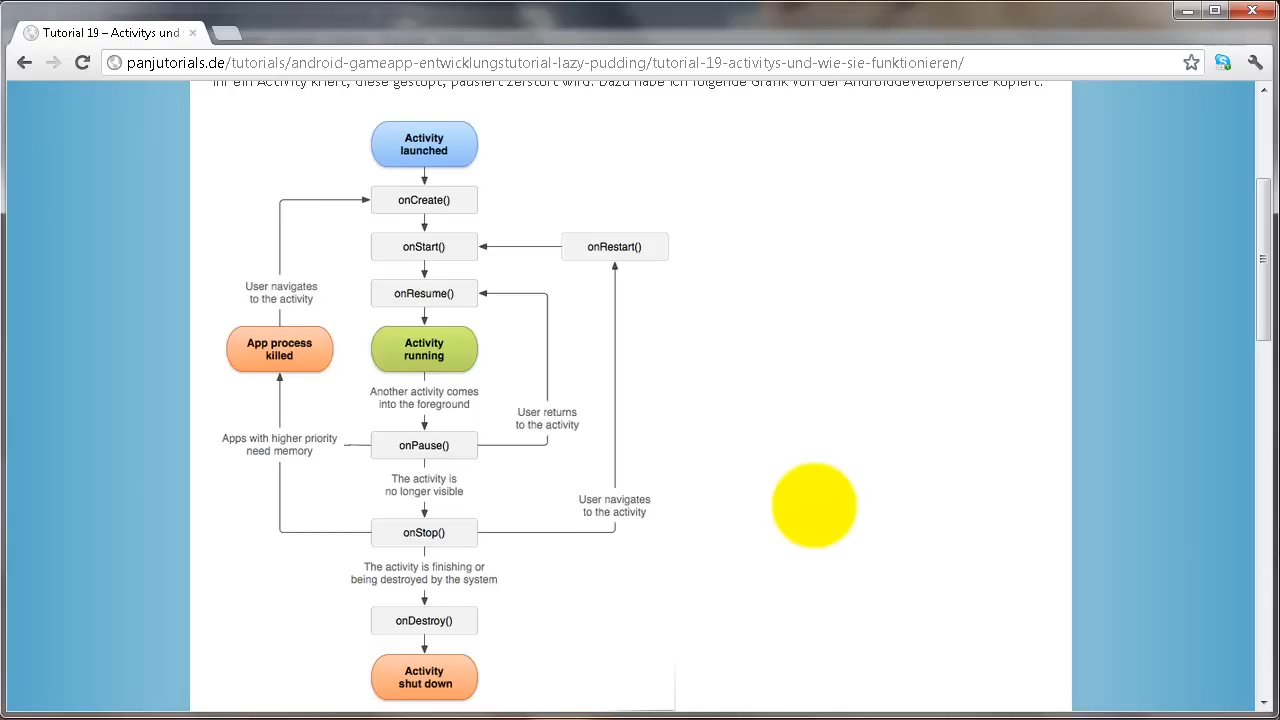 Tutorial 19 – Activitys und
panjutorials.de/tutorials/android-gameapp-entwicklungstutorial-lazy-pudding/tutorial-19-activitys-und-wie-sie-funktionieren/
ihr ein Activity kriert, diese gestopt, pausiert zerstört wird. Dazu habe ich folgende Grafik von der Androiddeveloperseite kopiert.
Activity
launched
onCreate()
onStart()
onRestart()
onResume()
User navigates
to the activity
App process
killed
Activity
running
Another activity comes
into the foreground
User returns
to the activity
Apps with higher priority
need memory
onPause()
The activity is
no longer visible
User navigates
to the activity
onStop()
The activity is finishing or
being destroyed by the system
onDestroy()
Activity
shut down